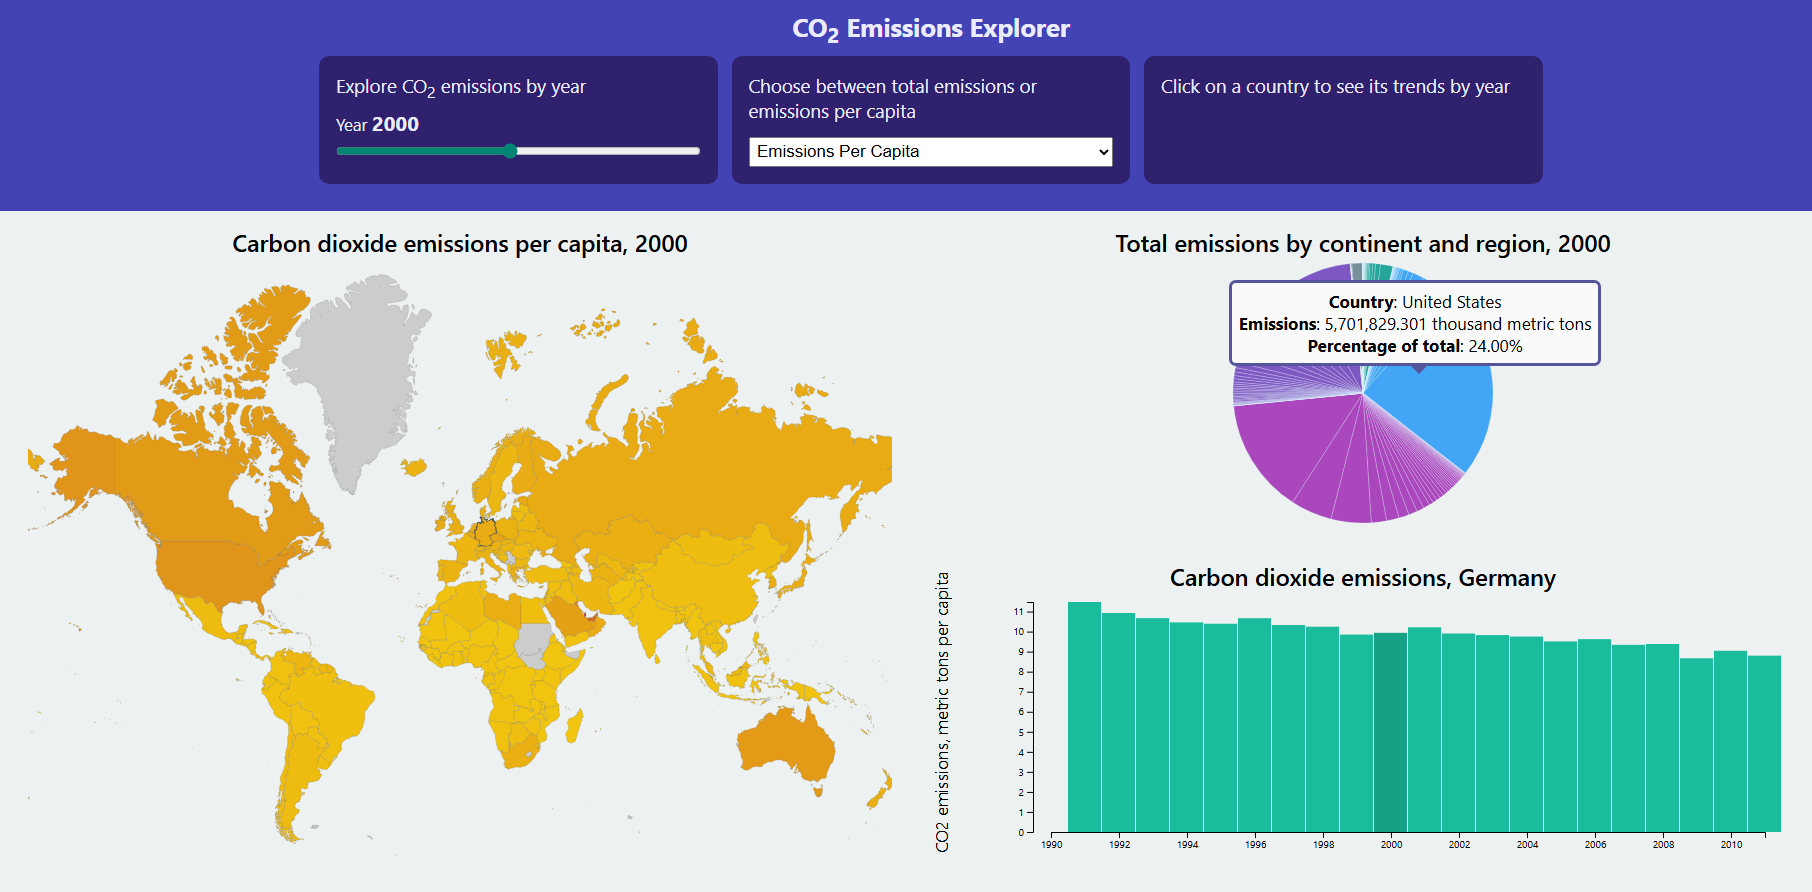 CO2 Emissions Explorer
Explore CO2 emissions by year
Year 2000
Choose between total emissions or
emissions per capita
Emissions Per Capita
Click on a country to see its trends by year
Carbon dioxide emissions per capita, 2000
Total emissions by continent and region, 2000
Country: United States
Emissions: 5,701,829.301 thousand metric tons
Percentage of total: 24.00%
Carbon dioxide emissions, Germany
CO2 emissions, metric tons per capita
11
10
9
8
7
6
5
4
3
2
1
0
1990 1992 1994 1996 1998 2000 2002 2004 2006 2008 2010